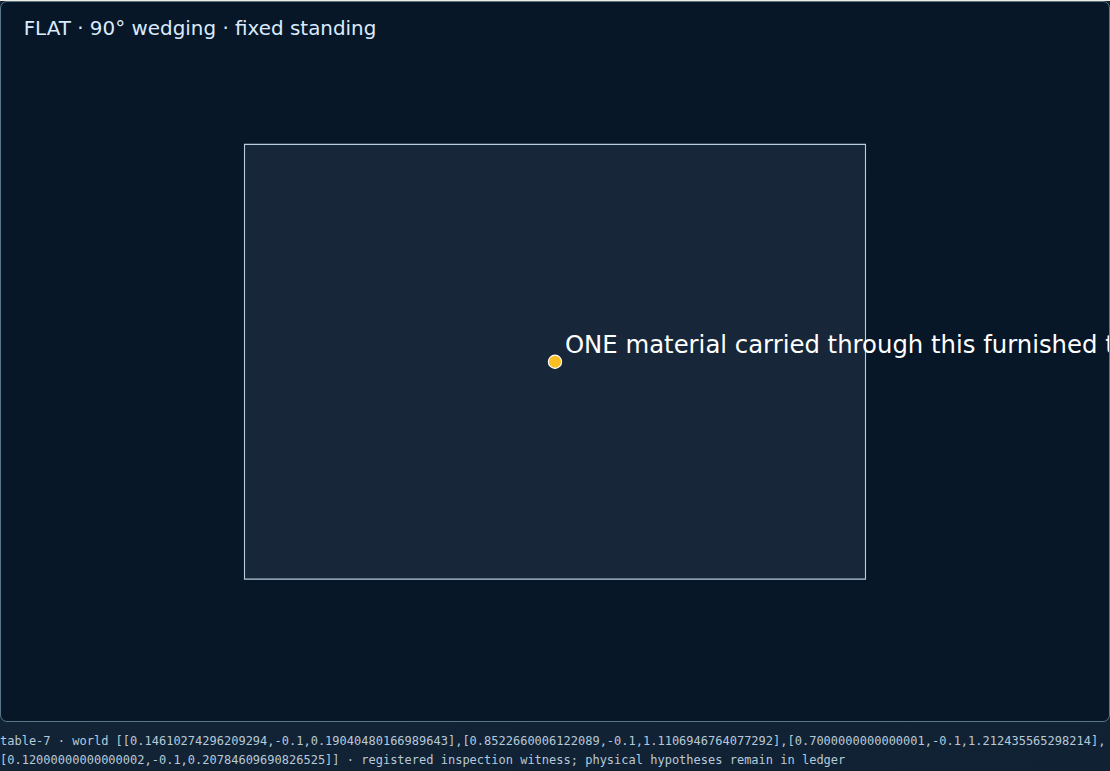 FLAT · 90° wedging · fixed standing
ONE material carried through this furnished
table-7 · world [[0.14610274296209294,-0.1,0.19040480166989643],[0.8522660006122089,-0.1,1.1106946764077292],[0.7000000000000001,-0.1,1.212435565298214],
[0.12000000000000002,-0.1,0.20784609690826525]] · registered inspection witness; physical hypotheses remain in ledger